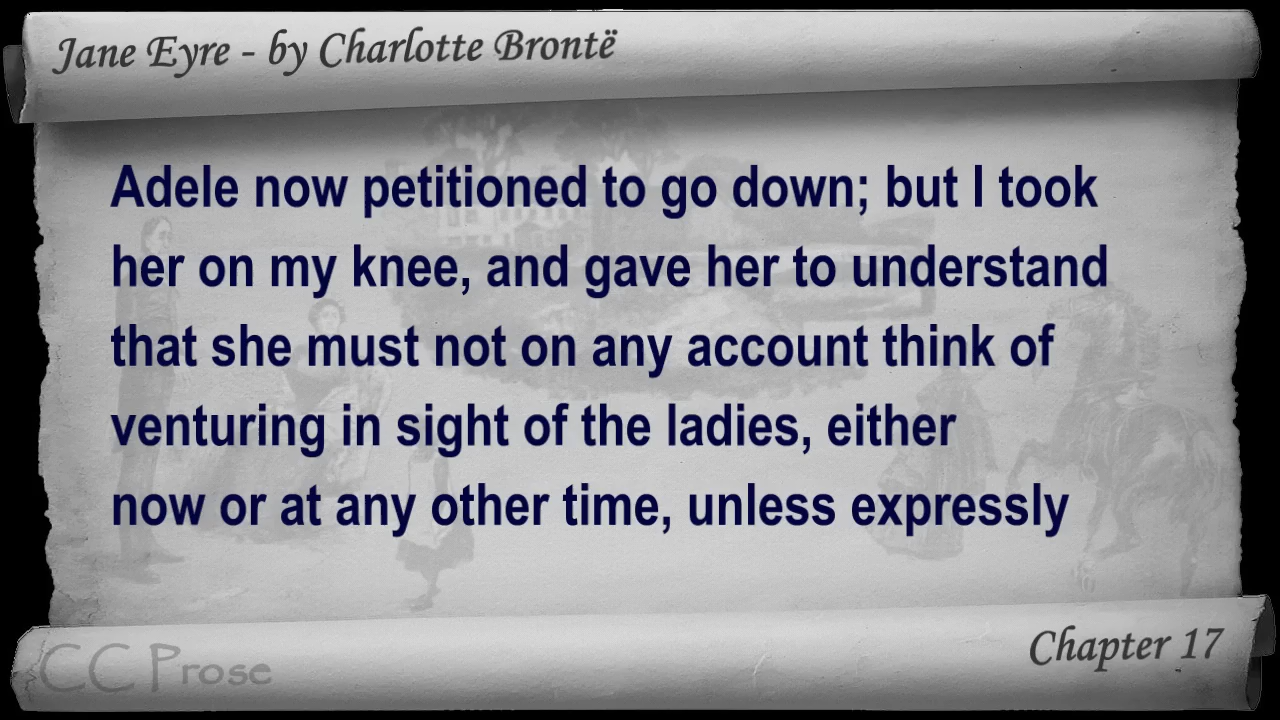 Jane Eyre - by Charlotte Brontë
Adele now petitioned to go down; but I took
her on my knee, and gave her to understand
that she must not on any account think of
venturing in sight of the ladies, either
now or at any other time, unless expressly
Chapter 17
CC Prose